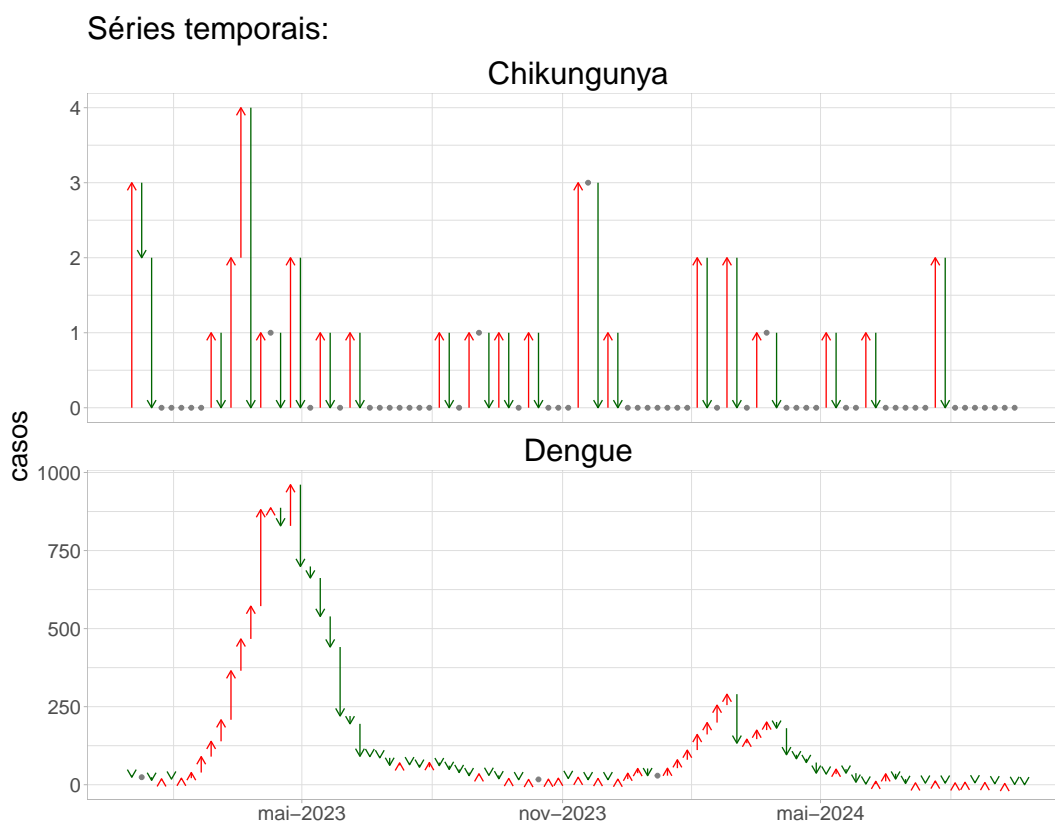 Séries temporais:
Chikungunya
4
3
2
1
0
casos
Dengue
1000
750
500
250
0
mai−2023
nov−2023
mai−2024